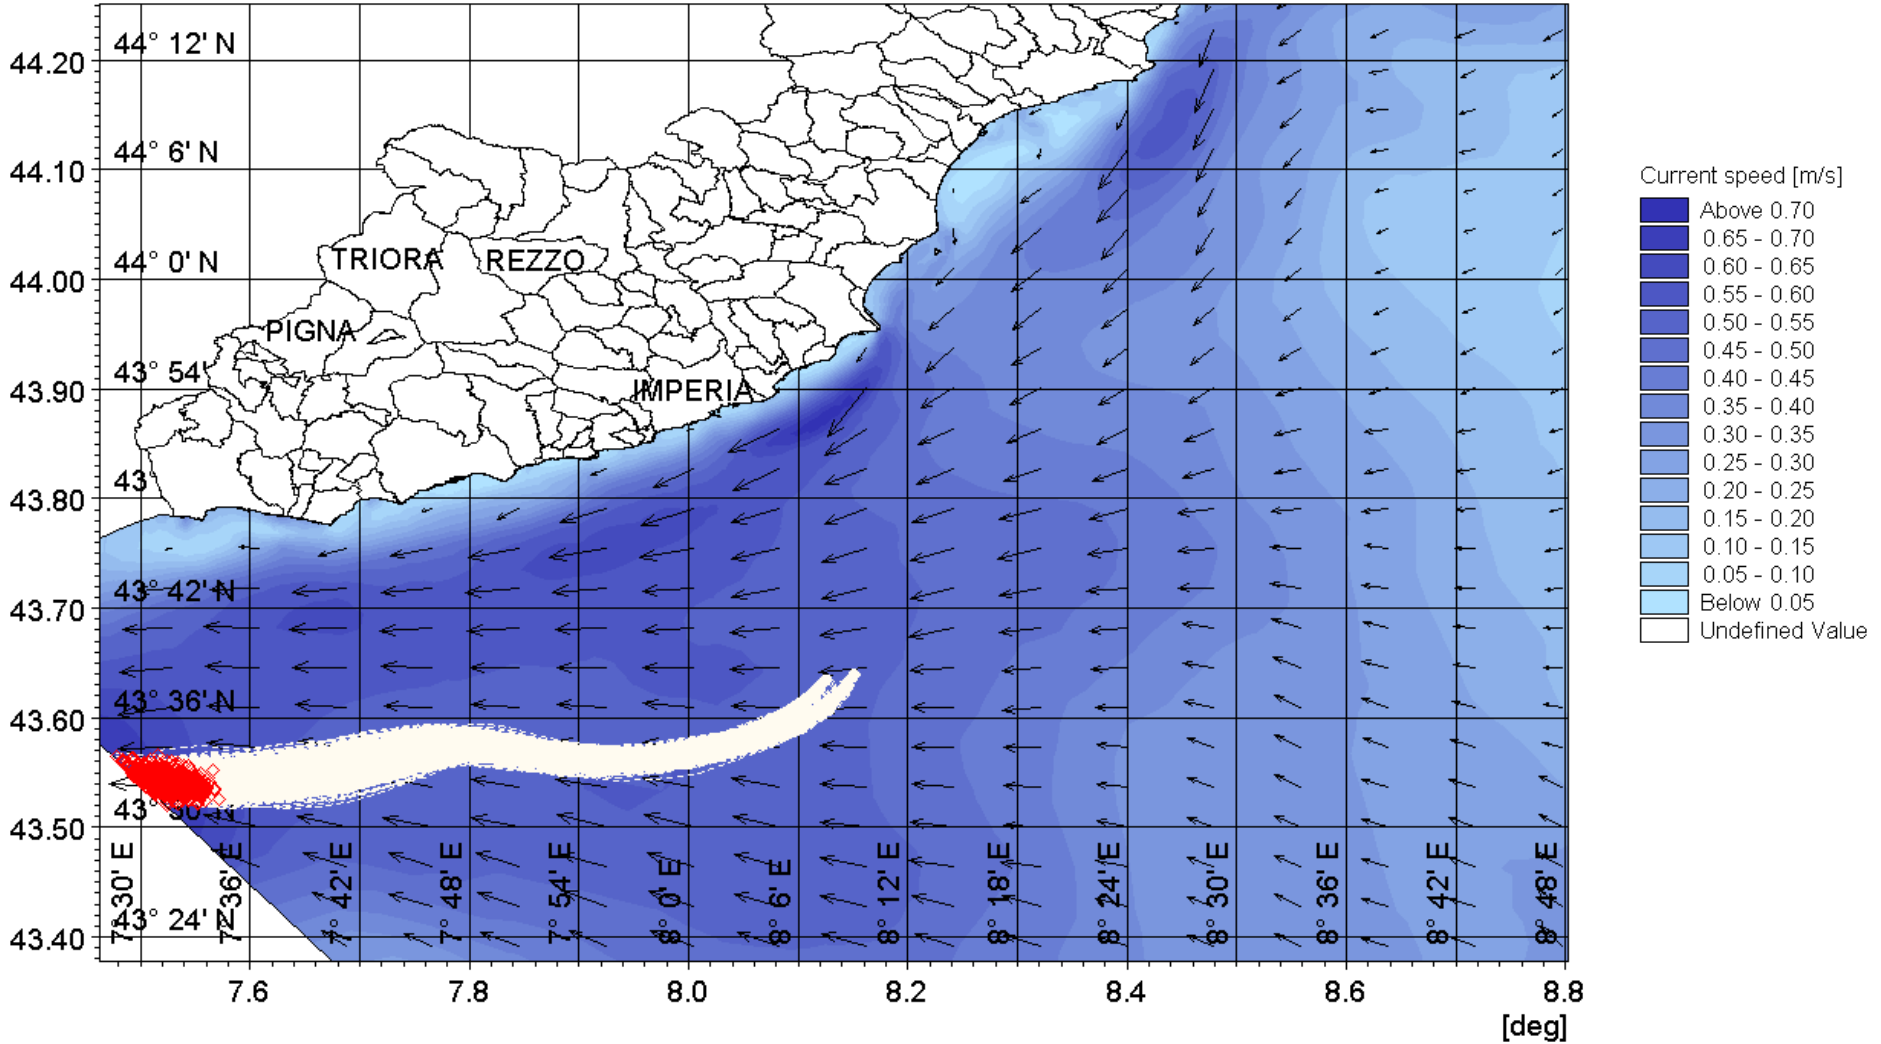 44° 12' N
44.20
44° 6' N
44.10
44° 0' N
TRIORA
REZZO
44.00
PIGNA
43° 54'
IMPERIA
43.90
43°
43.80
43° 42' N
43.70
43° 36' N
43.60
43° 30' N
43.50
43° 24' N
43.40
7° 30' E
7° 36' E
7° 42' E
7° 48' E
7° 54' E
8° 0' E
8° 6' E
8° 12' E
8° 18' E
8° 24' E
8° 30' E
8° 36' E
8° 42' E
8° 48' E
7.6
7.8
8.0
8.2
8.4
8.6
8.8
[deg]
Current speed [m/s]
Above 0.70
0.65 - 0.70
0.60 - 0.65
0.55 - 0.60
0.50 - 0.55
0.45 - 0.50
0.40 - 0.45
0.35 - 0.40
0.30 - 0.35
0.25 - 0.30
0.20 - 0.25
0.15 - 0.20
0.10 - 0.15
0.05 - 0.10
Below 0.05
Undefined Value